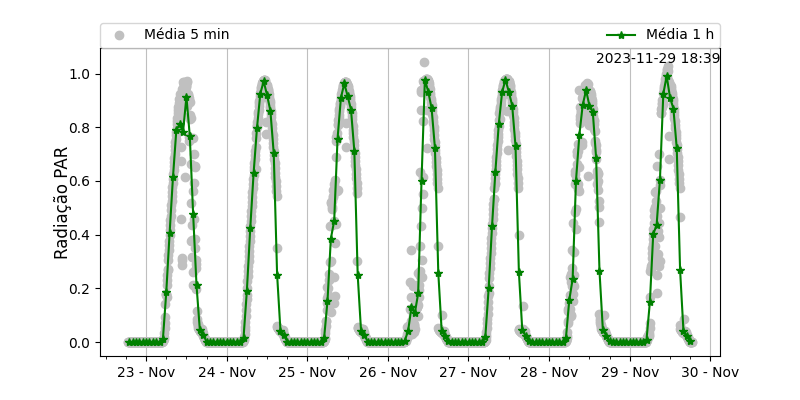 Média 5 min
Média 1 h
2023-11-29 18:39
Radiação PAR
1.0
0.8
0.6
0.4
0.2
0.0
23 - Nov
24 - Nov
25 - Nov
26 - Nov
27 - Nov
28 - Nov
29 - Nov
30 - Nov